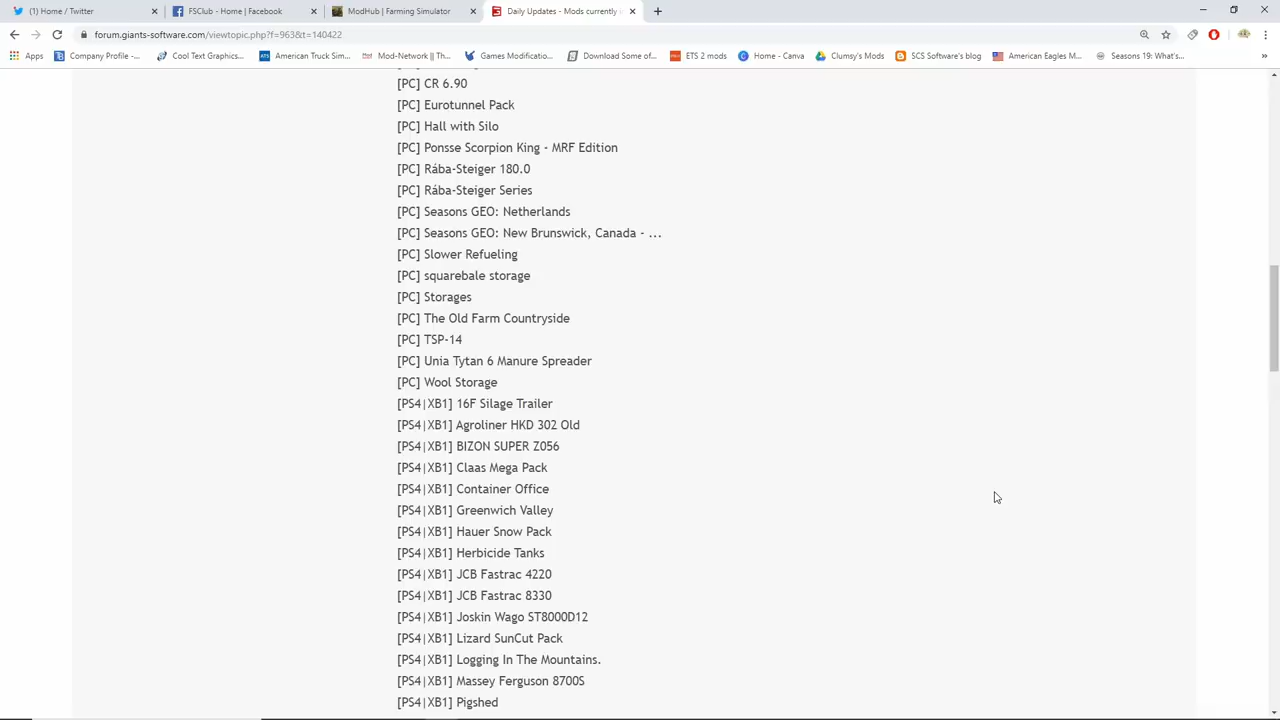 (1) Home / Twitter
FSClub - Home | Facebook
ModHub | Farming Simulator
Daily Updates - Mods currently i
forum.giants-software.com/viewtopic.php?f=963&t=140422
Apps
Company Profile -...
Cool Text Graphics...
American Truck Sim...
Mod-Network || Th...
Games Modification...
Download Some of...
ETS 2 mods
Home - Canva
Clumsy's Mods
SCS Software's blog
American Eagles M...
Seasons 19: What's...
[PC] CR 6.90
[PC] Eurotunnel Pack
[PC] Hall with Silo
[PC] Ponsse Scorpion King - MRF Edition
[PC] Rába-Steiger 180.0
[PC] Rába-Steiger Series
[PC] Seasons GEO: Netherlands
[PC] Seasons GEO: New Brunswick, Canada - ...
[PC] Slower Refueling
[PC] squarebale storage
[PC] Storages
[PC] The Old Farm Countryside
[PC] TSP-14
[PC] Unia Tytan 6 Manure Spreader
[PC] Wool Storage
[PS4|XB1] 16F Silage Trailer
[PS4|XB1] Agroliner HKD 302 Old
[PS4|XB1] BIZON SUPER Z056
[PS4|XB1] Claas Mega Pack
[PS4|XB1] Container Office
[PS4|XB1] Greenwich Valley
[PS4|XB1] Hauer Snow Pack
[PS4|XB1] Herbicide Tanks
[PS4|XB1] JCB Fastrac 4220
[PS4|XB1] JCB Fastrac 8330
[PS4|XB1] Joskin Wago ST8000D12
[PS4|XB1] Lizard SunCut Pack
[PS4|XB1] Logging In The Mountains.
[PS4|XB1] Massey Ferguson 8700S
[PS4|XB1] Pigshed